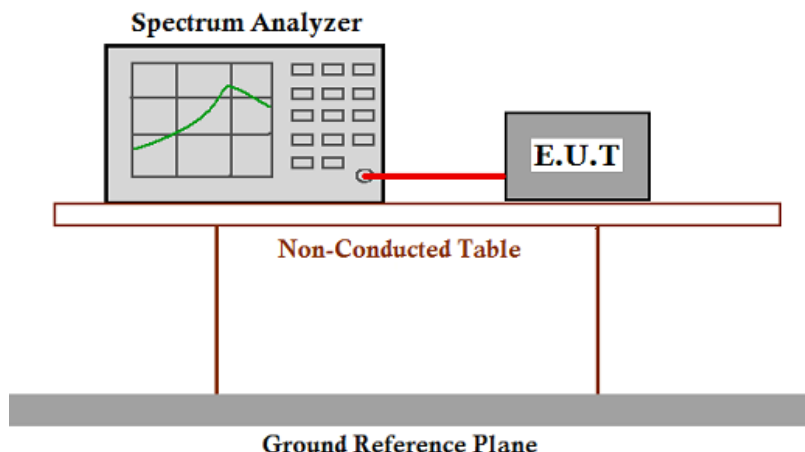 Spectrum Analyzer
E.U.T
Non-Conducted Table
Ground Reference Plane